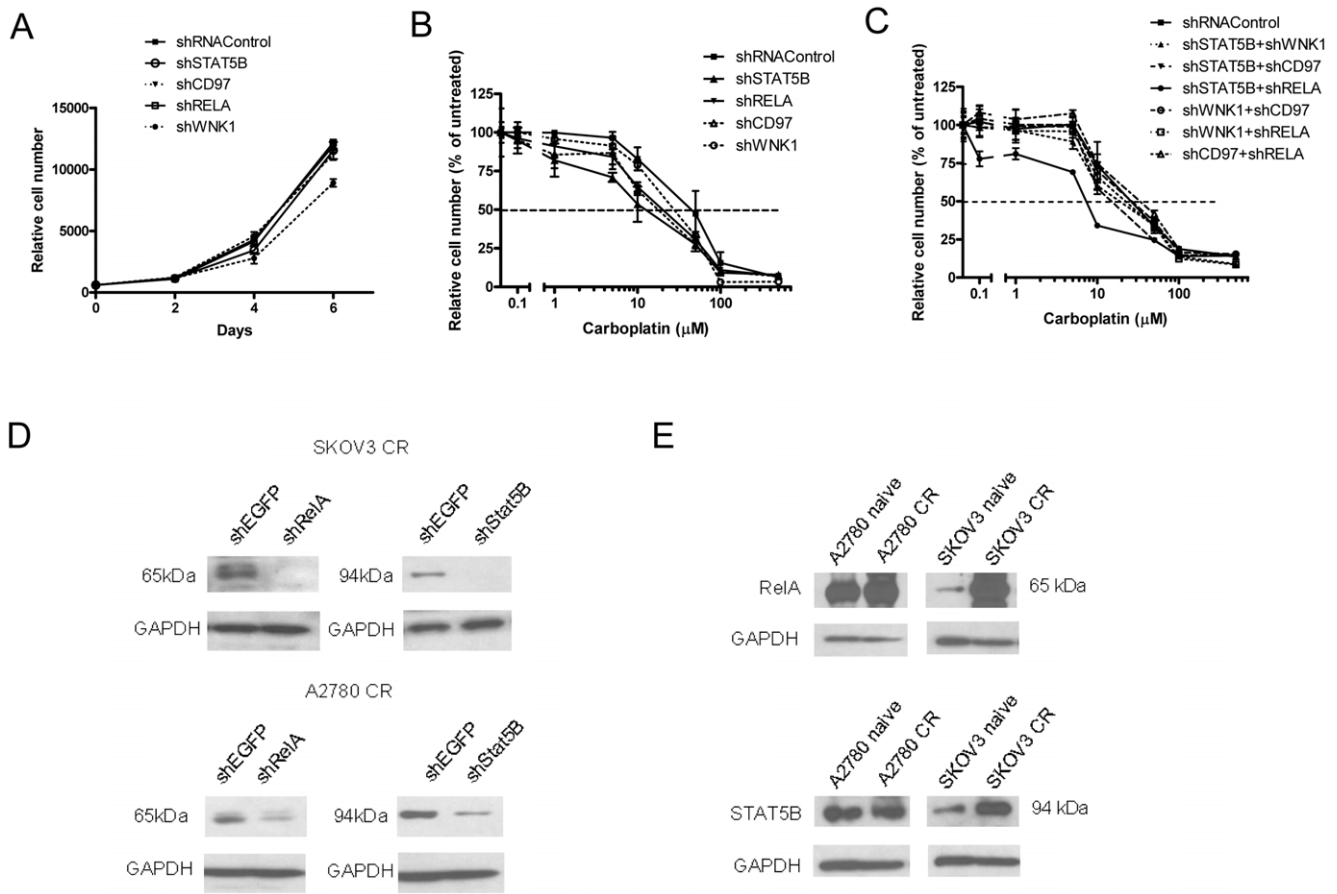 A
shRNAControl
shSTAT5B
shCD97
shRELA
shWNK1
Relative cell number
15000
10000
5000
0
0 2 4 6
Days
B
shRNAControl
shSTAT5B
shRELA
shCD97
shWNK1
Relative cell number (% of untreated)
125
100
75
50
25
0
0.1 1 10 100
Carboplatin (μM)
C
shRNAControl
shSTAT5B+shWNK1
shSTAT5B+shCD97
shSTAT5B+shRELA
shWNK1+shCD97
shWNK1+shRELA
shCD97+shRELA
Relative cell number (% of untreated)
125
100
75
50
25
0
0.1 1 10 100
Carboplatin (μM)
D
SKOV3 CR
shEGFP shRelA shEGFP shStat5B
65kDa 94kDa
GAPDH GAPDH
A2780 CR
shEGFP shRelA shEGFP shStat5B
65kDa 94kDa
GAPDH GAPDH
E
A2780 naive A2780 CR SKOV3 naive SKOV3 CR
RelA 65 kDa
GAPDH
A2780 naive A2780 CR SKOV3 naive SKOV3 CR
STAT5B 94 kDa
GAPDH